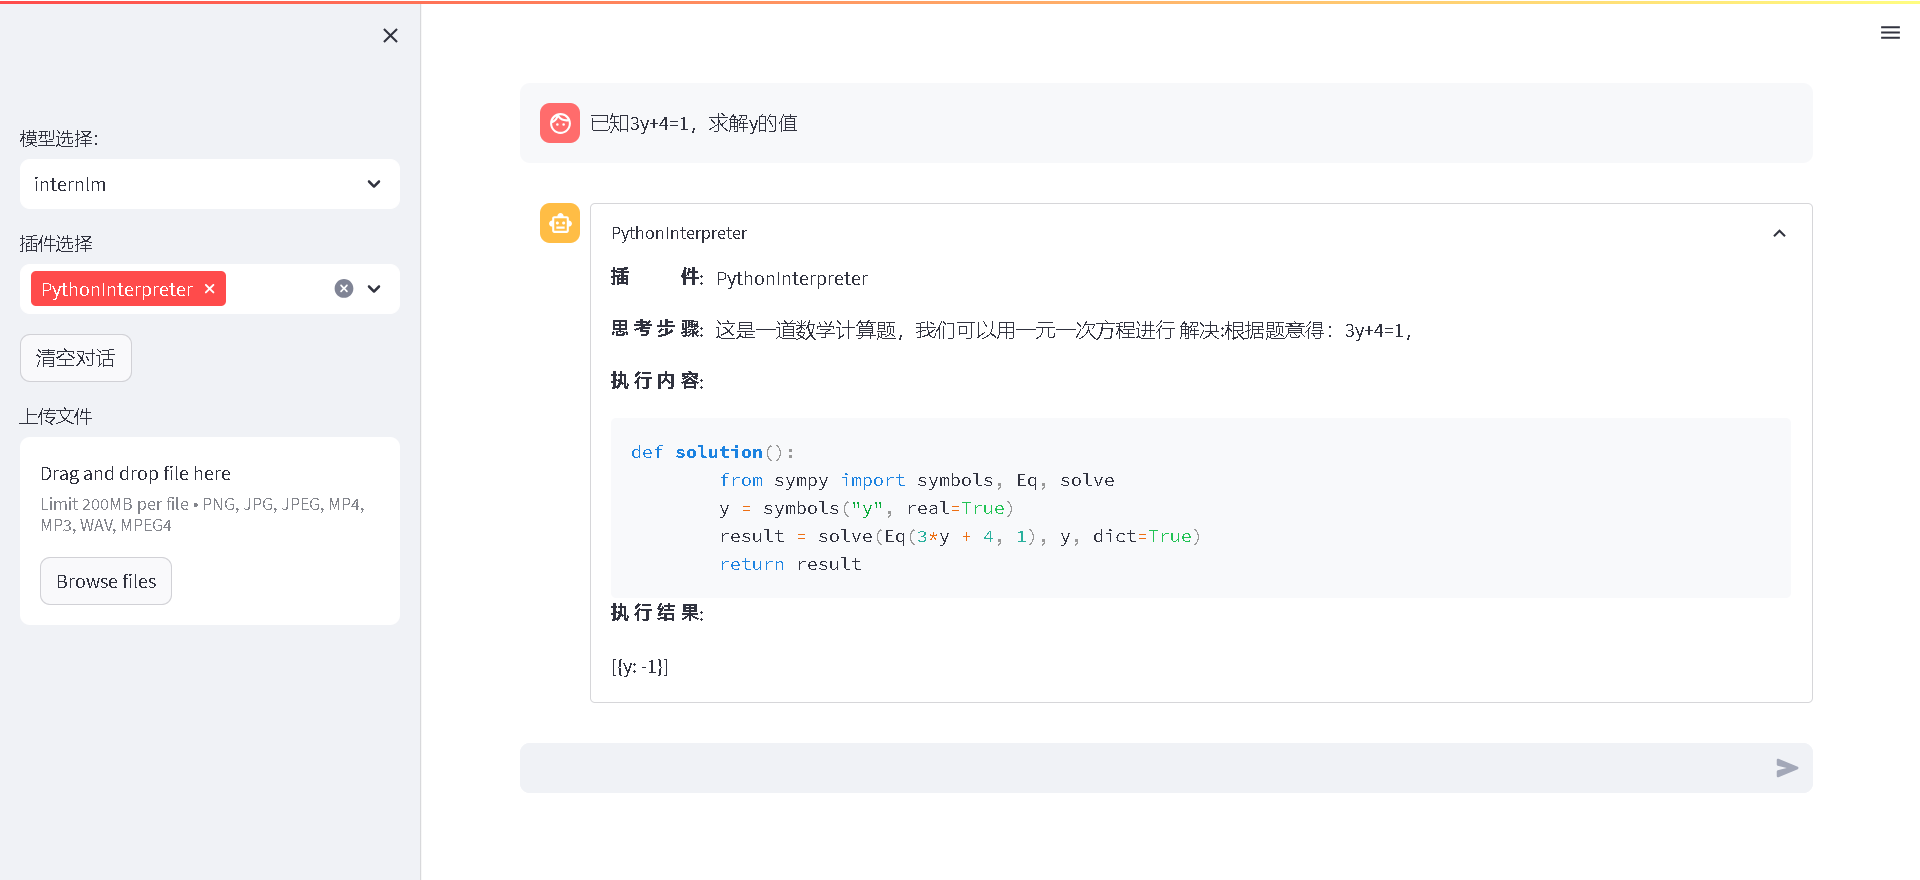 模型选择：
internlm
插件选择
PythonInterpreter
清空对话
上传文件
Drag and drop file here
Limit 200MB per file • PNG, JPG, JPEG, MP4,
MP3, WAV, MPEG4
Browse files
已知3y+4=1，求解y的值
PythonInterpreter
插 件: PythonInterpreter
思 考 步 骤: 这是一道数学计算题，我们可以用一元一次方程进行 解决:根据题意得：3y+4=1，
执 行 内 容:
def solution():
from sympy import symbols, Eq, solve
y = symbols("y", real=True)
result = solve(Eq(3*y + 4, 1), y, dict=True)
return result
执 行 结 果:
[{y: -1}]